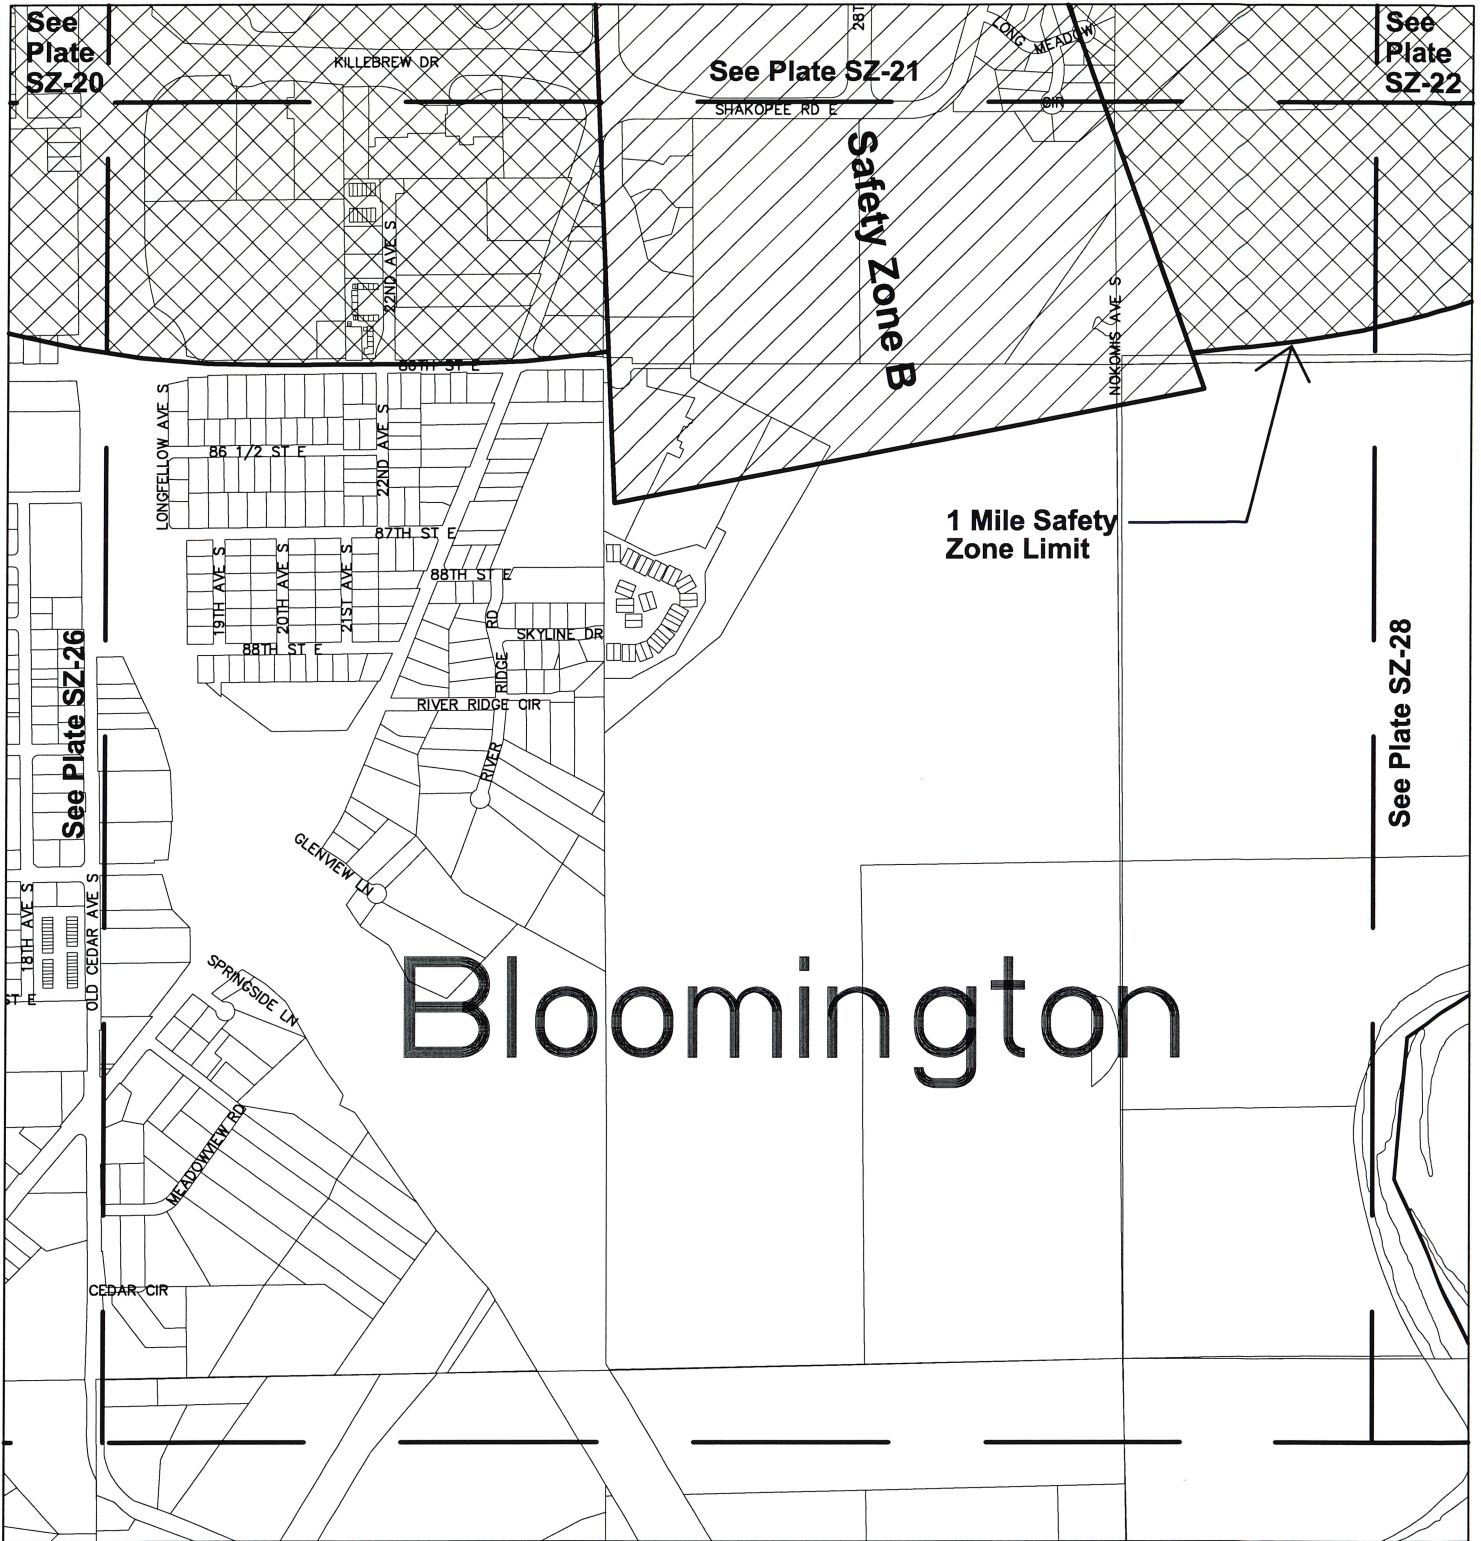 See
Plate
SZ-20
KILLEBREW DR
See Plate SZ-21
28T
LONG MEADOW
CIR
See
Plate
SZ-22
SHAKOPEE RD E
Safety Zone B
22ND AVE S
NOKOMIS AVE S
86TH ST E
LONGFELLOW AVE S
86 1/2 ST E
22ND AVE S
87TH ST E
1 Mile Safety
Zone Limit
19TH AVE S
20TH AVE S
21ST AVE S
88TH ST E
SKYLINE DR
88TH ST E
RIVER RIDGE RD
RIVER RIDGE CIR
See Plate SZ-26
See Plate SZ-28
GLENVIEW LN
18TH AVE S
OLD CEDAR AVE S
ST E
SPRINGSIDE LN
Bloomington
MEADOWVIEW RD
CEDAR CIR